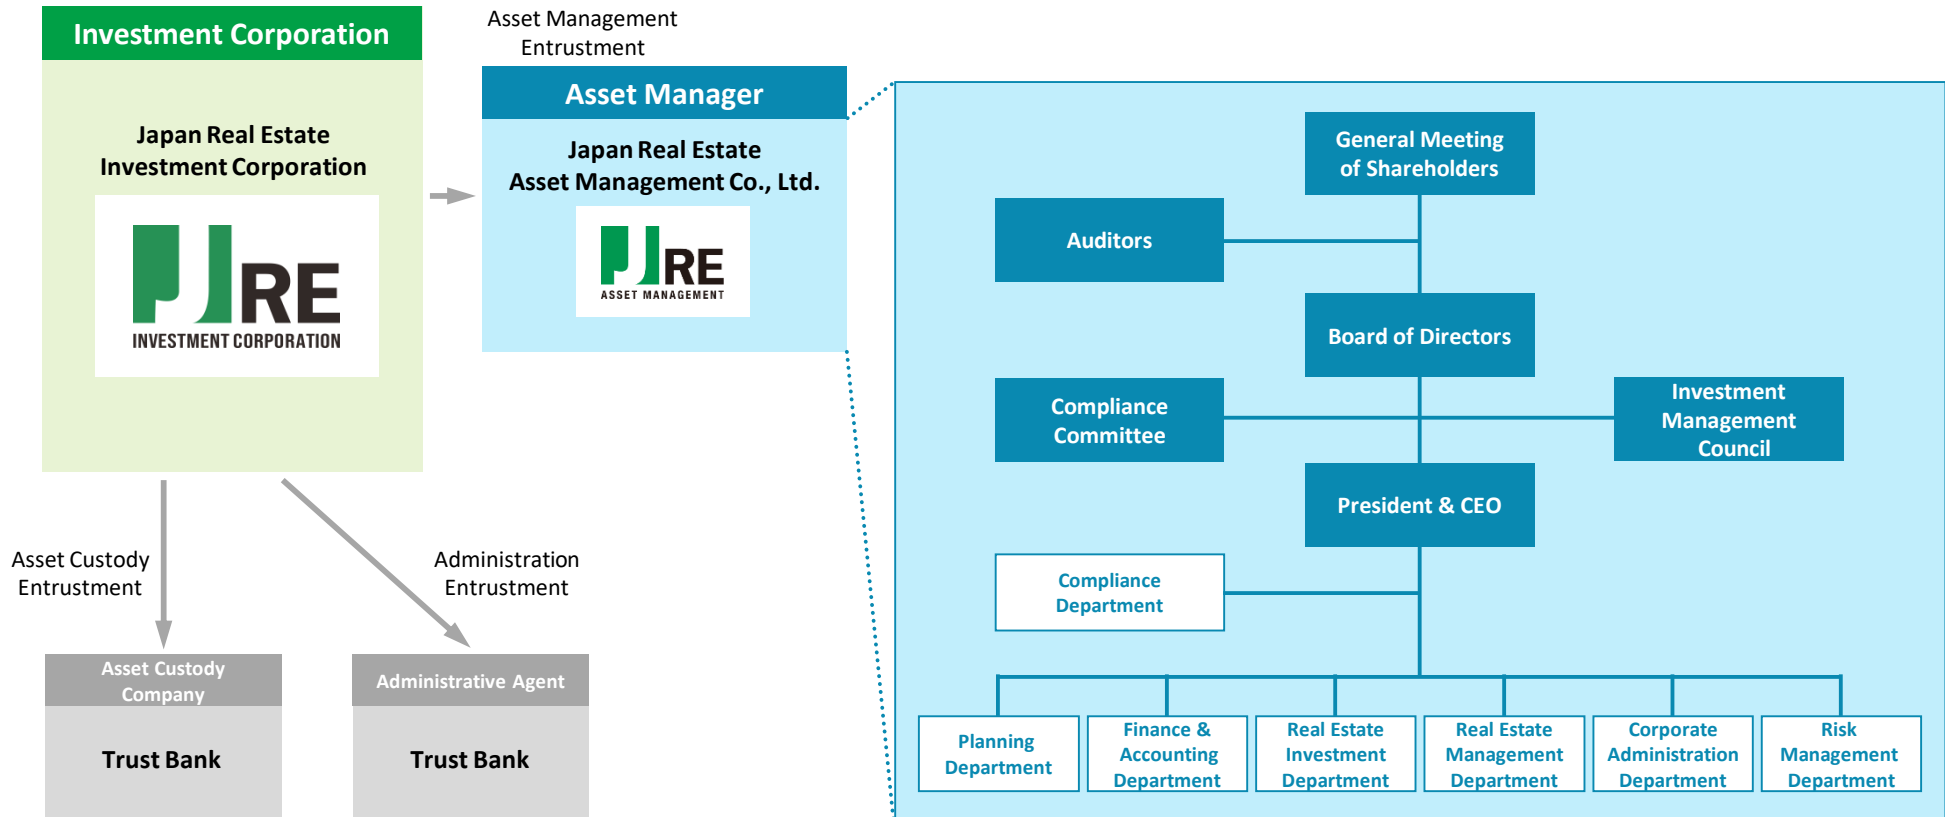 Investment Corporation
Japan Real Estate
Investment Corporation
JRE
INVESTMENT CORPORATION
Asset Management
Entrustment
Asset Manager
Japan Real Estate
Asset Management Co., Ltd.
JRE
ASSET MANAGEMENT
Asset Custody
Entrustment
Administration
Entrustment
Asset Custody
Company
Trust Bank
Administrative Agent
Trust Bank
General Meeting
of Shareholders
Auditors
Board of Directors
Compliance
Committee
Investment
Management
Council
President & CEO
Compliance
Department
Planning
Department
Finance &
Accounting
Department
Real Estate
Investment
Department
Real Estate
Management
Department
Corporate
Administration
Department
Risk
Management
Department